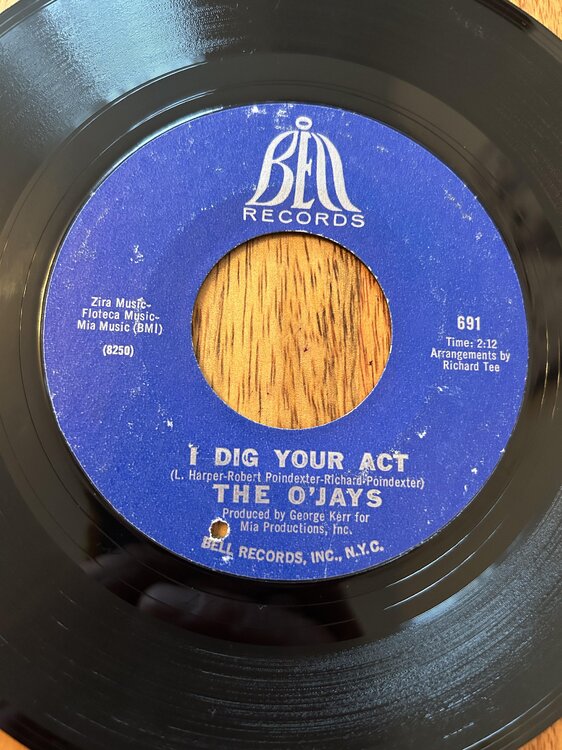 BELL
RECORDS
Zira Music-
Floteca Music-
Mia Music (BMI)
(8250)
691
Time: 2:12
Arrangements by
Richard Tee
I DIG YOUR ACT
(L. Harper-Robert Poindexter-Richard Poindexter)
THE O'JAYS
Produced by George Kerr for
Mia Productions, Inc.
BELL RECORDS, INC., N.Y.C.